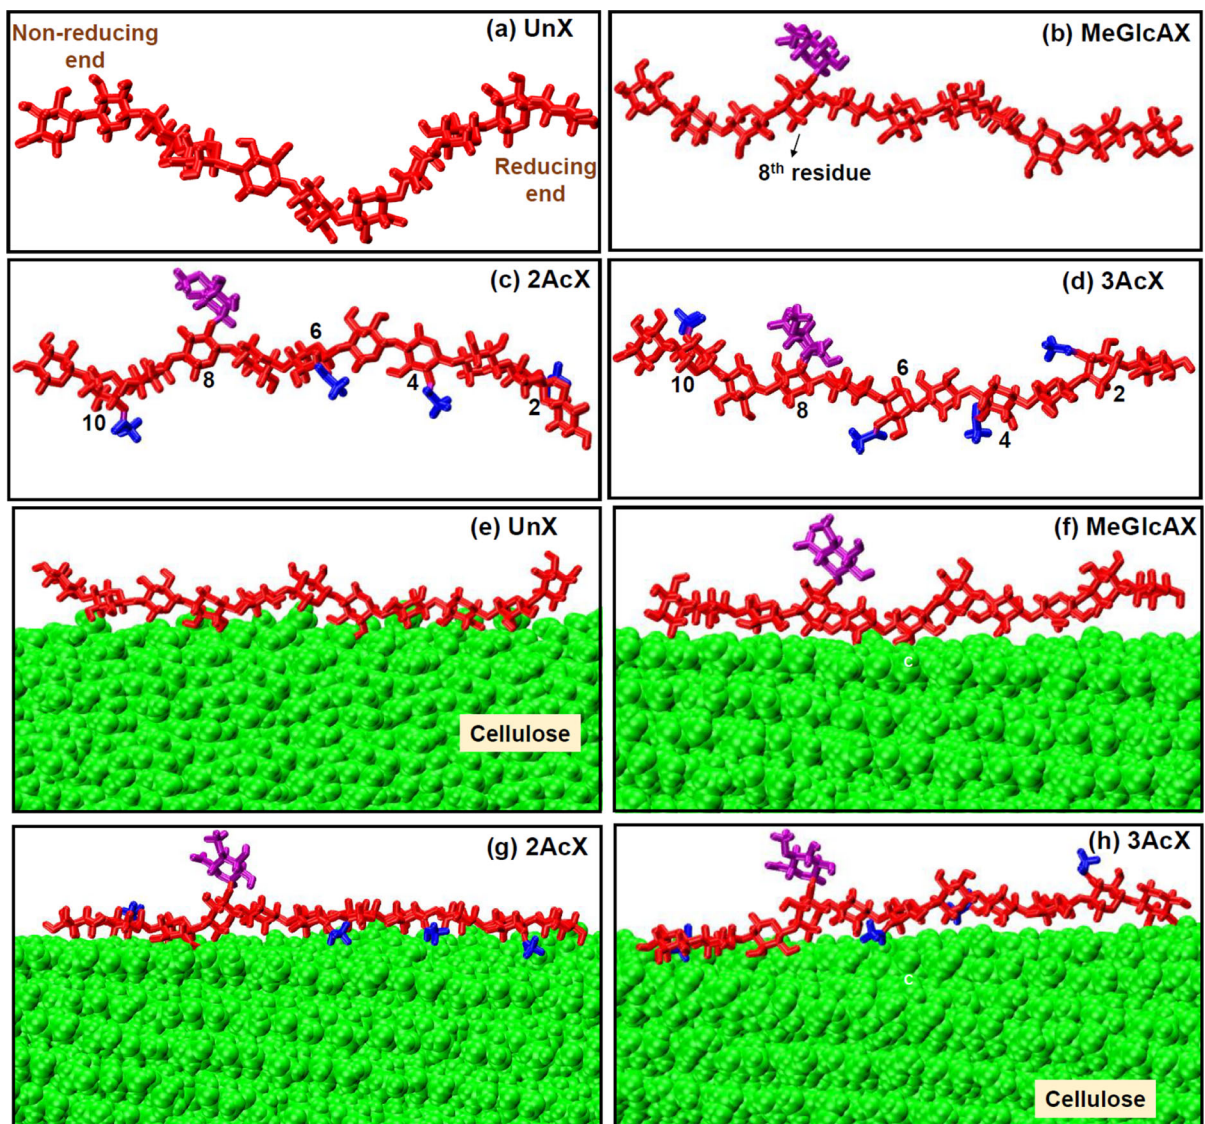 (a) UnX
Non-reducing
end
Reducing
end
(b) MeGlcAX
8th residue
(c) 2AcX
6
8
4
2
10
(d) 3AcX
10
8
6
2
4
(e) UnX
Cellulose
(f) MeGlcAX
c
(g) 2AcX
(h) 3AcX
c
Cellulose